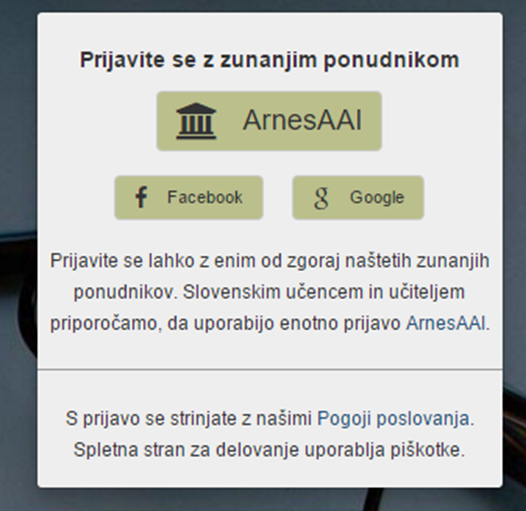 Prijavite se z zunanjim ponudnikom
ArnesAAI
Facebook
Google
Prijavite se lahko z enim od zgoraj naštetih zunanjih
ponudnikov. Slovenskim učencem in učiteljem
priporočamo, da uporabijo enotno prijavo ArnesAAI.
S prijavo se strinjate z našimi Pogoji poslovanja.
Spletna stran za delovanje uporablja piškotke.